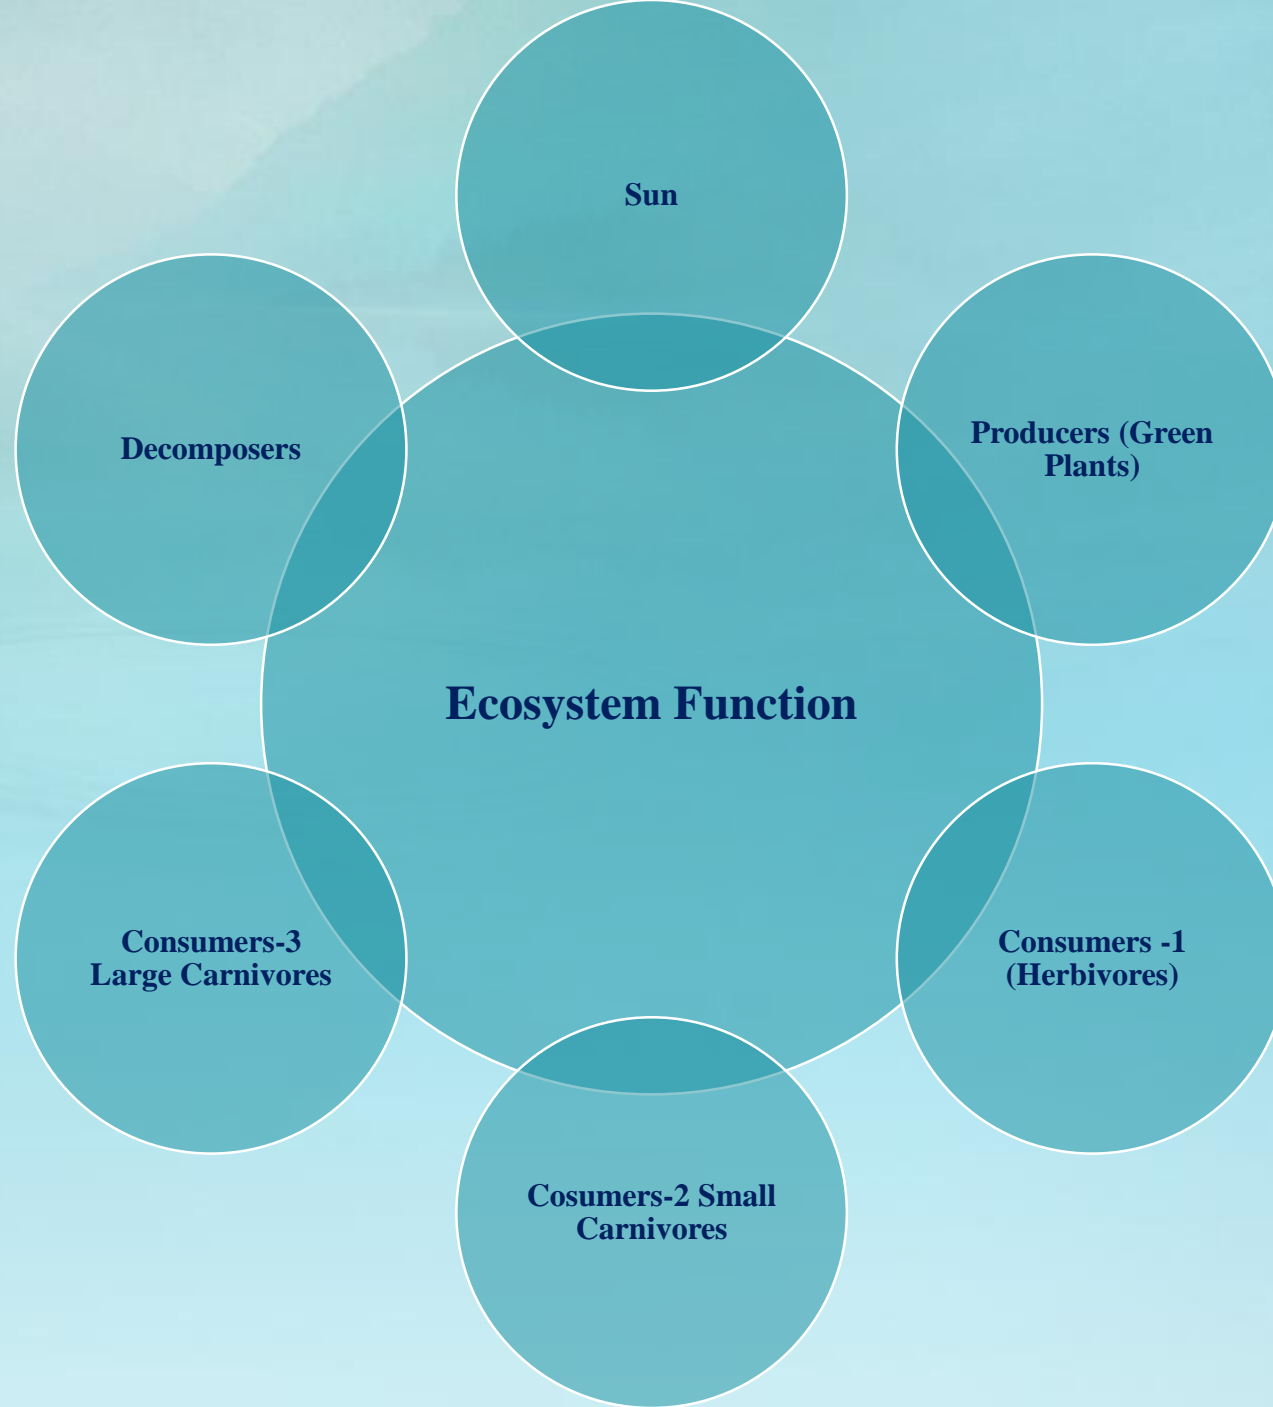 Sun
Producers (Green
Plants)
Decomposers
Ecosystem Function
Consumers -1
(Herbivores)
Consumers-3
Large Carnivores
Cosumers-2 Small
Carnivores